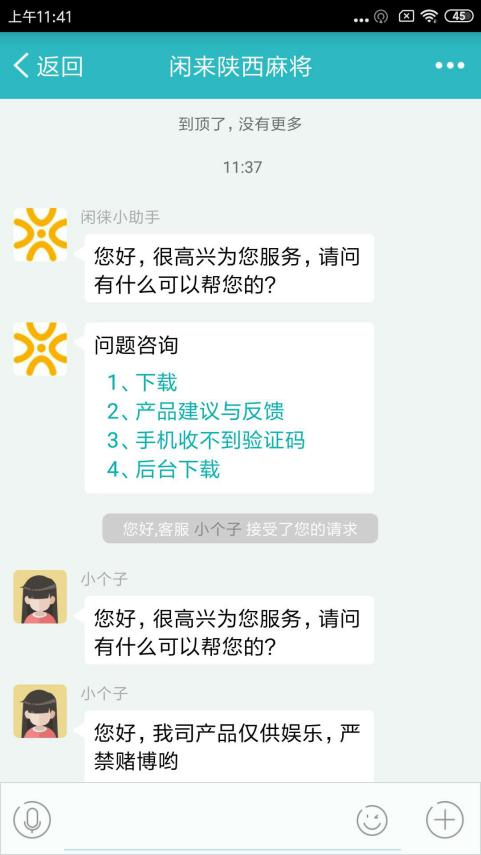 上午11:41
45
返回
闲来陕西麻将
到顶了，没有更多
11:37
闲徕小助手
您好，很高兴为您服务，请问
有什么可以帮您的?
问题咨询
1、下载
2、产品建议与反馈
3、手机收不到验证码
4、后台下载
您好,客服 小个子 接受了您的请求
小个子
您好，很高兴为您服务，请问
有什么可以帮您的?
小个子
您好，我司产品仅供娱乐，严
禁赌博哟